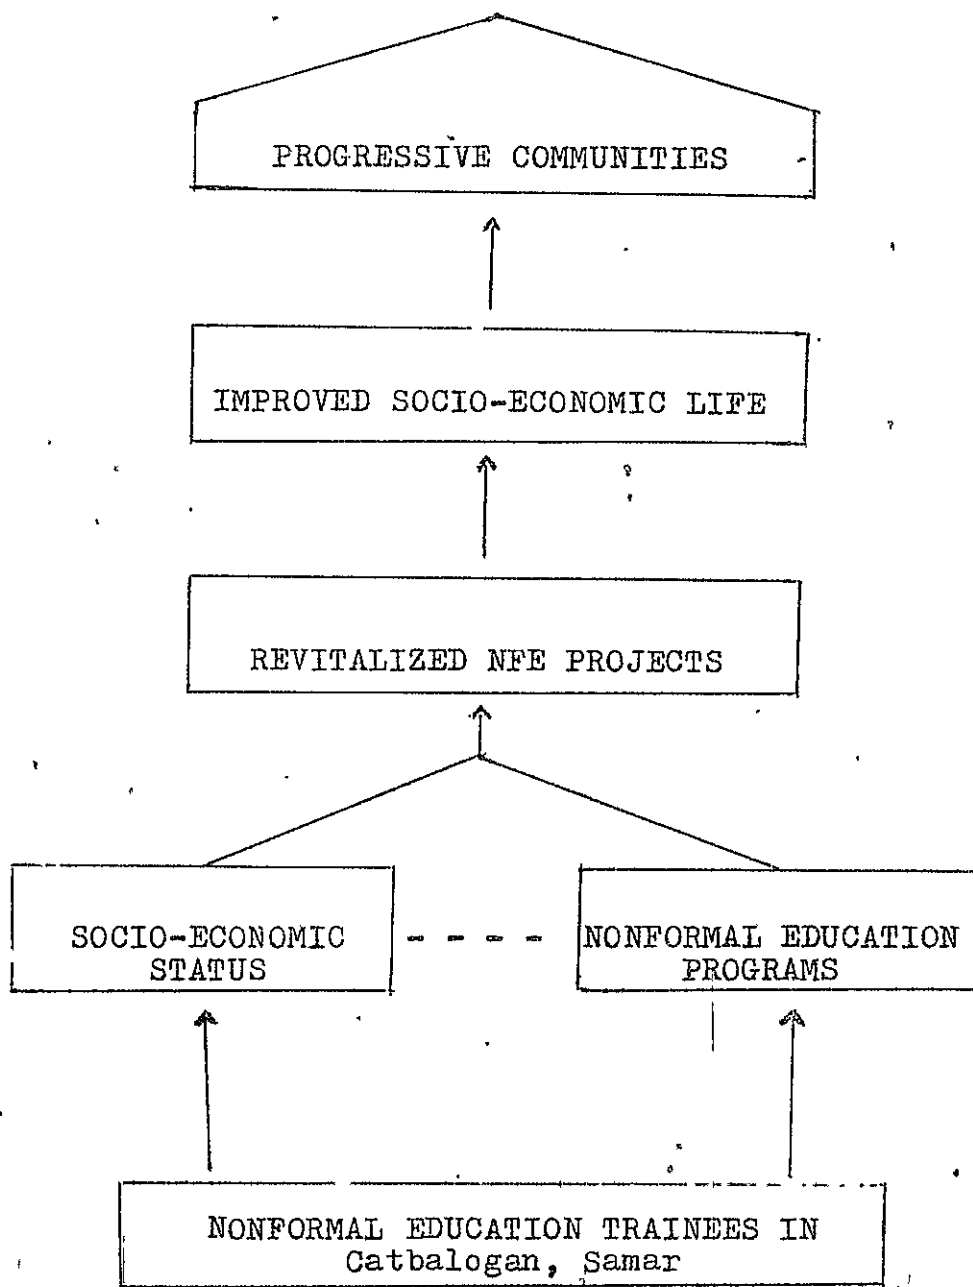 PROGRESSIVE COMMUNITIES
IMPROVED SOCIO-ECONOMIC LIFE
REVITALIZED NFE PROJECTS
SOCIO-ECONOMIC
STATUS
NONFORMAL EDUCATION
PROGRAMS
NONFORMAL EDUCATION TRAINEES IN
Catbalogan, Samar